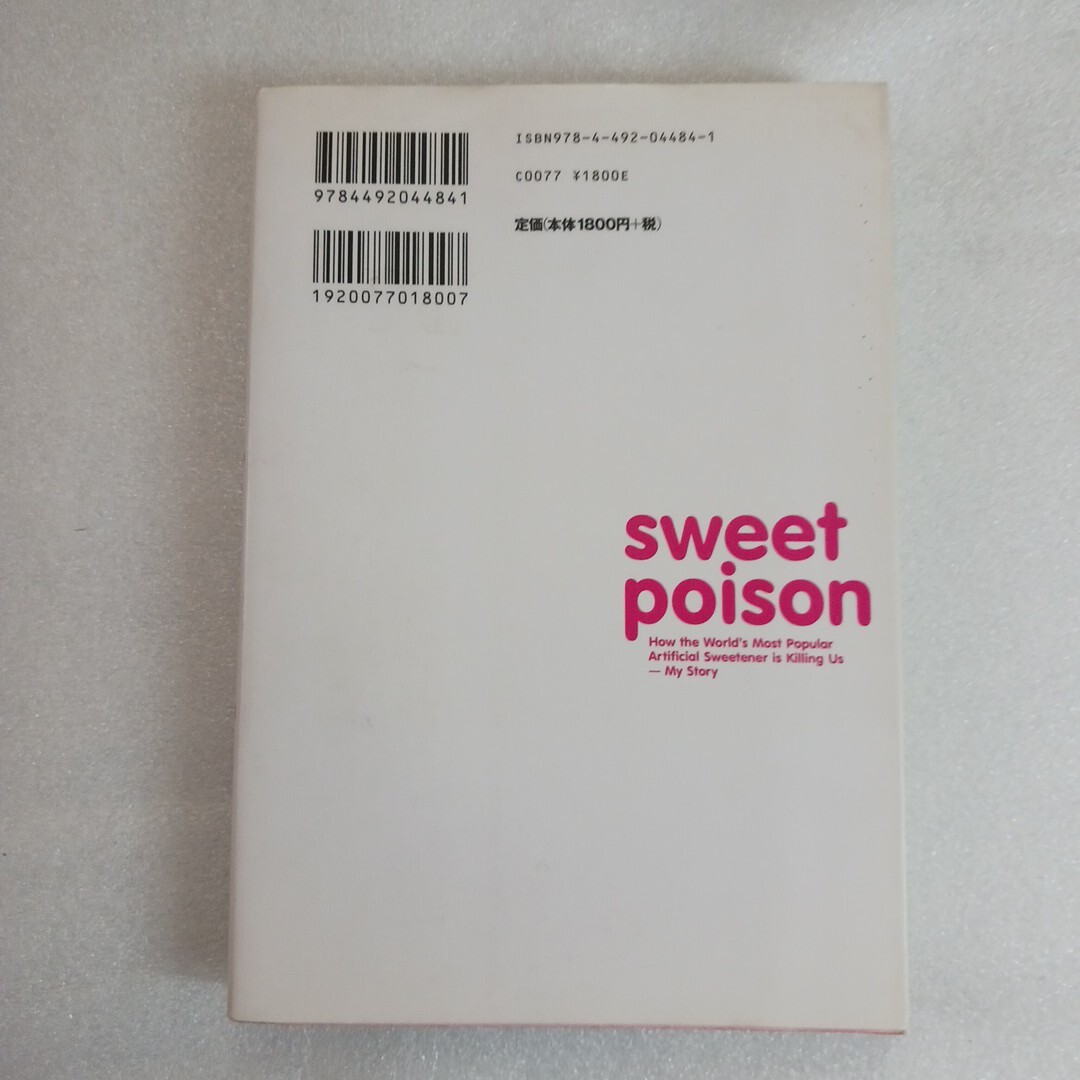 9784492044841
1920077018007
ISBN978-4-492-04484-1
C0077 ¥1800E
定価(本体1800円+税)
sweet
poison
How the World's Most Popular
Artificial Sweetener is Killing Us
— My Story